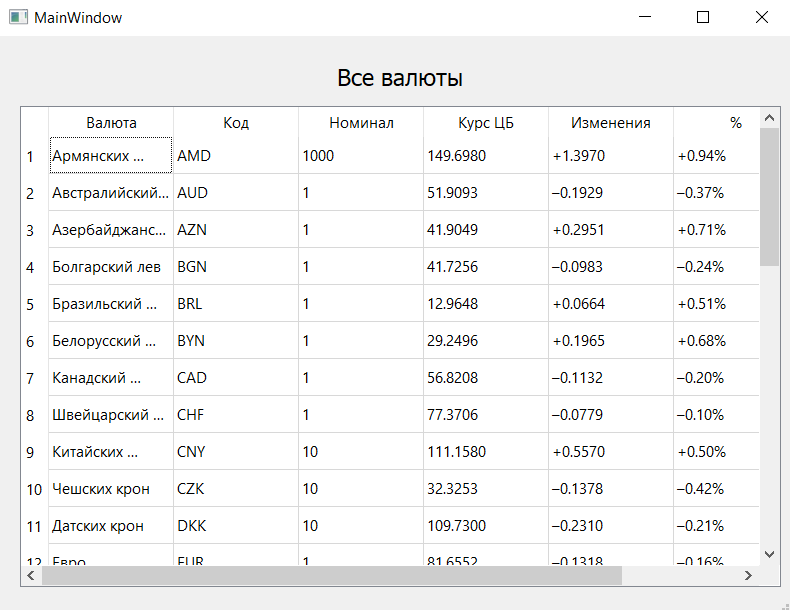 MainWindow
Все валюты
Валюта Код Номинал Курс ЦБ Изменения %
1 Армянских ... AMD 1000 149.6980 +1.3970 +0.94%
2 Австралийский... AUD 1 51.9093 −0.1929 −0.37%
3 Азербайджанс... AZN 1 41.9049 +0.2951 +0.71%
4 Болгарский лев BGN 1 41.7256 −0.0983 −0.24%
5 Бразильский ... BRL 1 12.9648 +0.0664 +0.51%
6 Белорусский ... BYN 1 29.2496 +0.1965 +0.68%
7 Канадский ... CAD 1 56.8208 −0.1132 −0.20%
8 Швейцарский ... CHF 1 77.3706 −0.0779 −0.10%
9 Китайских ... CNY 10 111.1580 +0.5570 +0.50%
10 Чешских крон CZK 10 32.3253 −0.1378 −0.42%
11 Датских крон DKK 10 109.7300 −0.2310 −0.21%
12 Евро EUR 1 81.6552 −0.1318 −0.16%